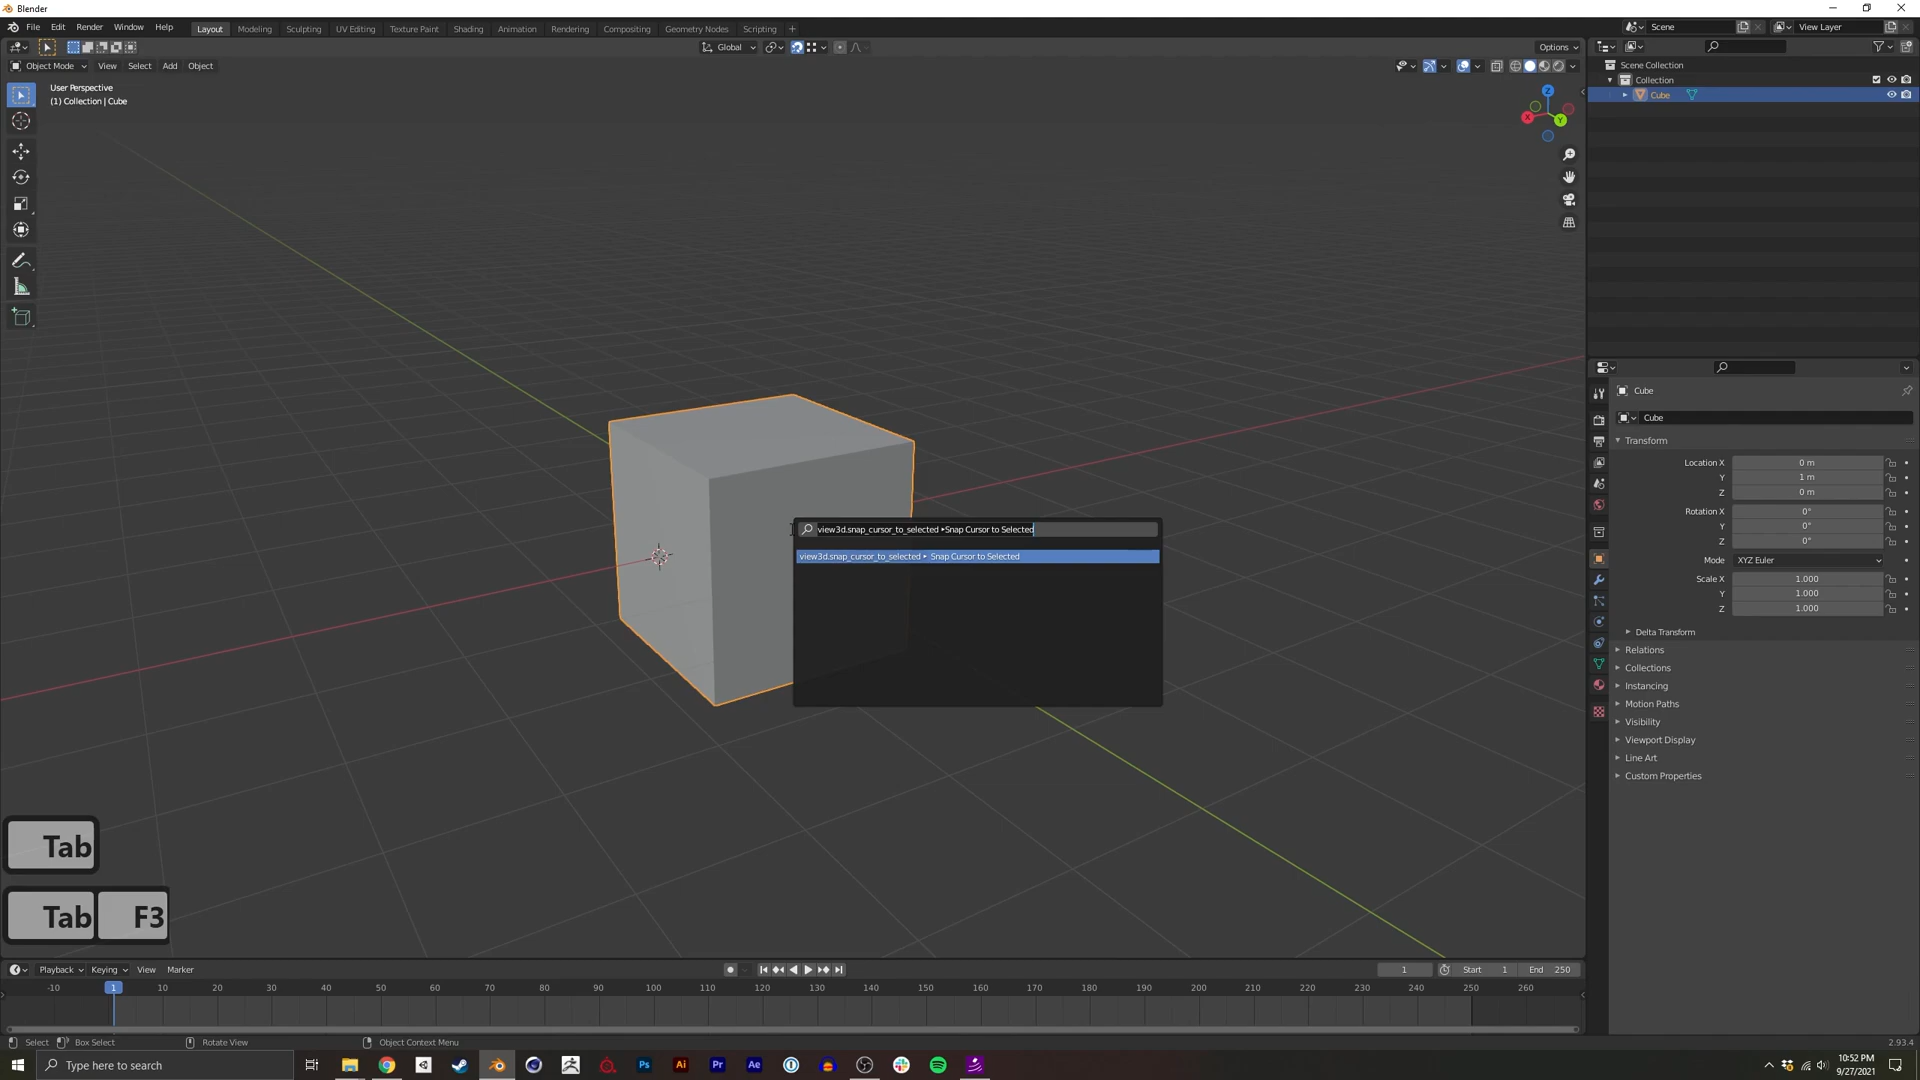 Blender
File Edit Render Window Help
Layout Modeling Sculpting UV Editing Texture Paint Shading Animation Rendering Compositing Geometry Nodes Scripting +
Scene
View Layer
Global
Options
Object Mode View Select Add Object
User Perspective
(1) Collection | Cube
Z
X
Y
Scene Collection
Collection
Cube
view3d.snap_cursor_to_selected ▸Snap Cursor to Selected
view3d.snap_cursor_to_selected ▸ Snap Cursor to Selected
Cube
Cube
Transform
Location X 0 m
Y 1 m
Z 0 m
Rotation X 0°
Y 0°
Z 0°
Mode XYZ Euler
Scale X 1.000
Y 1.000
Z 1.000
Delta Transform
Relations
Collections
Instancing
Motion Paths
Visibility
Viewport Display
Line Art
Custom Properties
Tab
Tab F3
Playback Keying View Marker
1 Start 1 End 250
-10 1 10 20 30 40 50 60 70 80 90 100 110 120 130 140 150 160 170 180 190 200 210 220 230 240 250 260
Select Box Select Rotate View Object Context Menu
2.93.4
Type here to search
Ps Ai Pr Ae
10:52 PM
9/27/2021